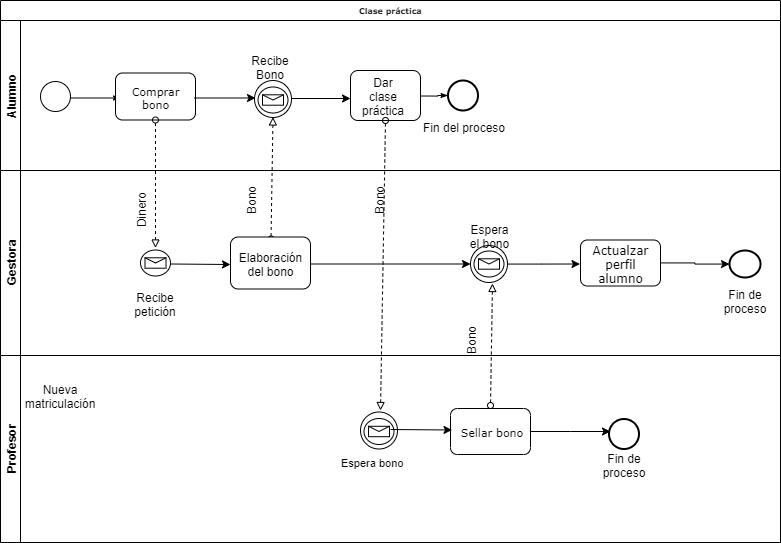 Clase práctica
Alumno
Comprar
bono
Recibe
Bono
Dar
clase
práctica
Fin del proceso
Dinero
Bono
Bono
Gestora
Recibe
petición
Elaboración
del bono
Espera
el bono
Actualzar
perfil
alumno
Fin de
proceso
Bono
Profesor
Nueva
matriculación
Espera bono
Sellar bono
Fin de
proceso